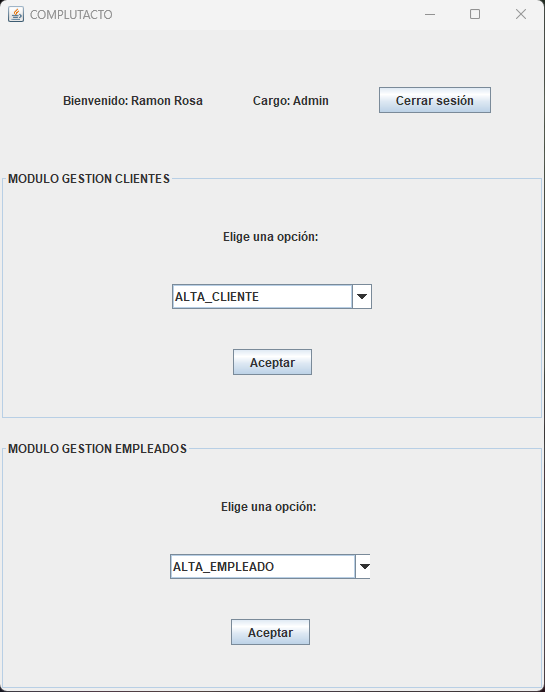 COMPLUTACTO
Bienvenido: Ramon Rosa Cargo: Admin Cerrar sesión
MODULO GESTION CLIENTES
Elige una opción:
ALTA_CLIENTE
Aceptar
MODULO GESTION EMPLEADOS
Elige una opción:
ALTA_EMPLEADO
Aceptar